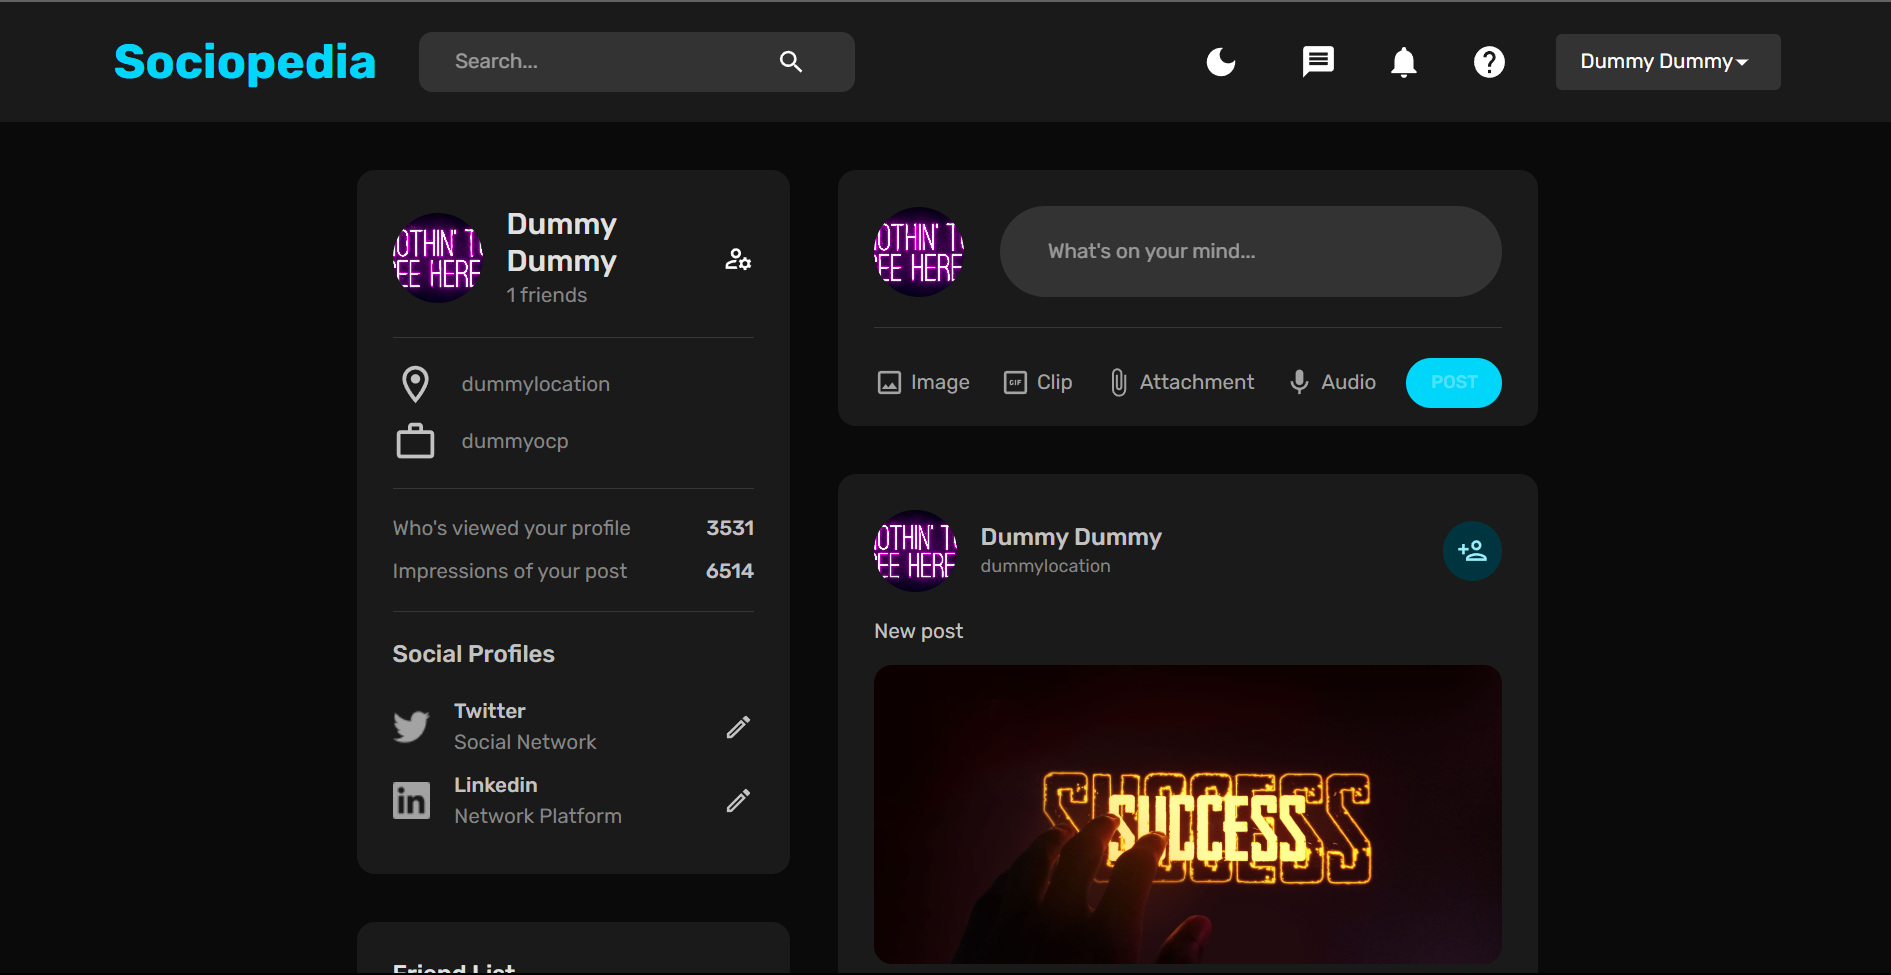 Sociopedia
Search...
Dummy Dummy
OTHIN' T
EE HERE
Dummy
Dummy
1 friends
dummylocation
dummyocp
Who's viewed your profile 3531
Impressions of your post 6514
Social Profiles
Twitter
Social Network
Linkedin
Network Platform
Friend List
OTHIN' T
EE HERE
What's on your mind...
Image
GIF
Clip
Attachment
Audio
POST
OTHIN' T
EE HERE
Dummy Dummy
dummylocation
New post
SUCCESS
SUCCESS